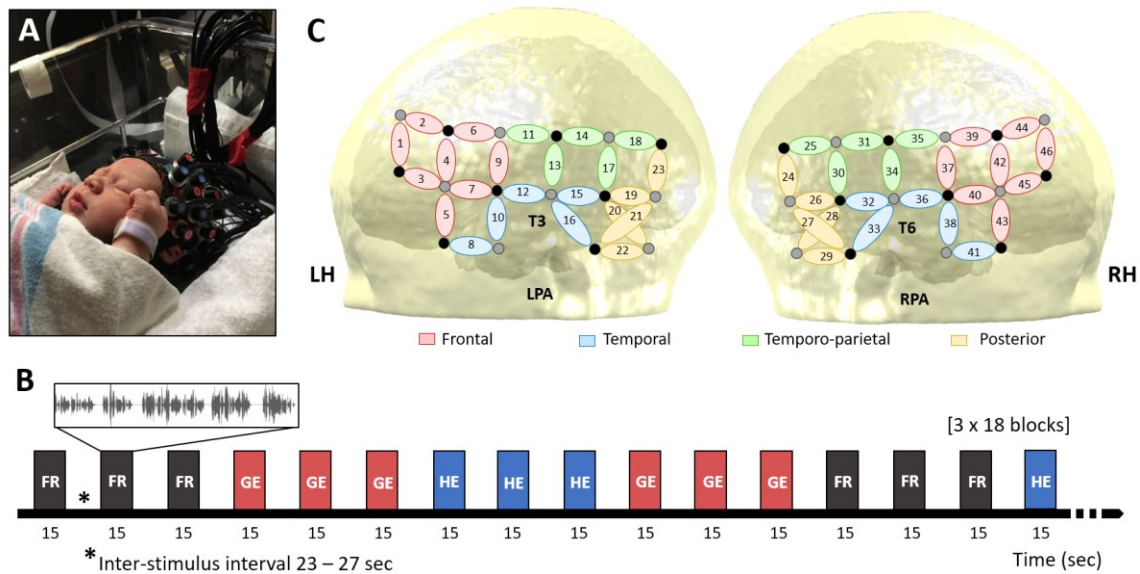 A
C
2
6
11
14
18
1
4
9
13
17
23
3
7
12
15
19
5
10
16
20
21
8
T3
22
LH
LPA
25
31
35
39
44
24
30
34
37
42
46
26
32
36
40
45
27
28
33
T6
38
43
29
41
RH
RPA
Frontal
Temporal
Temporo-parietal
Posterior
B
[3 x 18 blocks]
FR FR FR GE GE GE HE HE HE GE GE GE FR FR FR HE
*
15 15 15 15 15 15 15 15 15 15 15 15 15 15 15 15
*Inter-stimulus interval 23 – 27 sec
Time (sec)